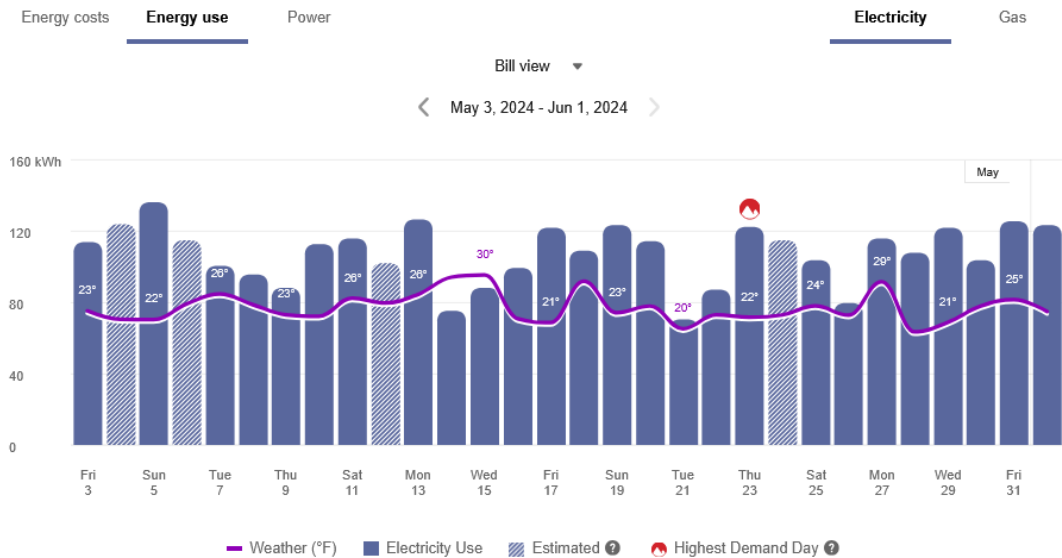 Energy costs Energy use Power Electricity Gas
Bill view
May 3, 2024 - Jun 1, 2024
160 kWh
May
120
80
40
0
23° 22° 26° 23° 26° 26° 30° 21° 23° 20° 22° 24° 29° 21° 25°
Fri Sun Tue Thu Sat Mon Wed Fri Sun Tue Thu Sat Mon Wed Fri
3 5 7 9 11 13 15 17 19 21 23 25 27 29 31
Weather (°F) Electricity Use Estimated ? Highest Demand Day ?